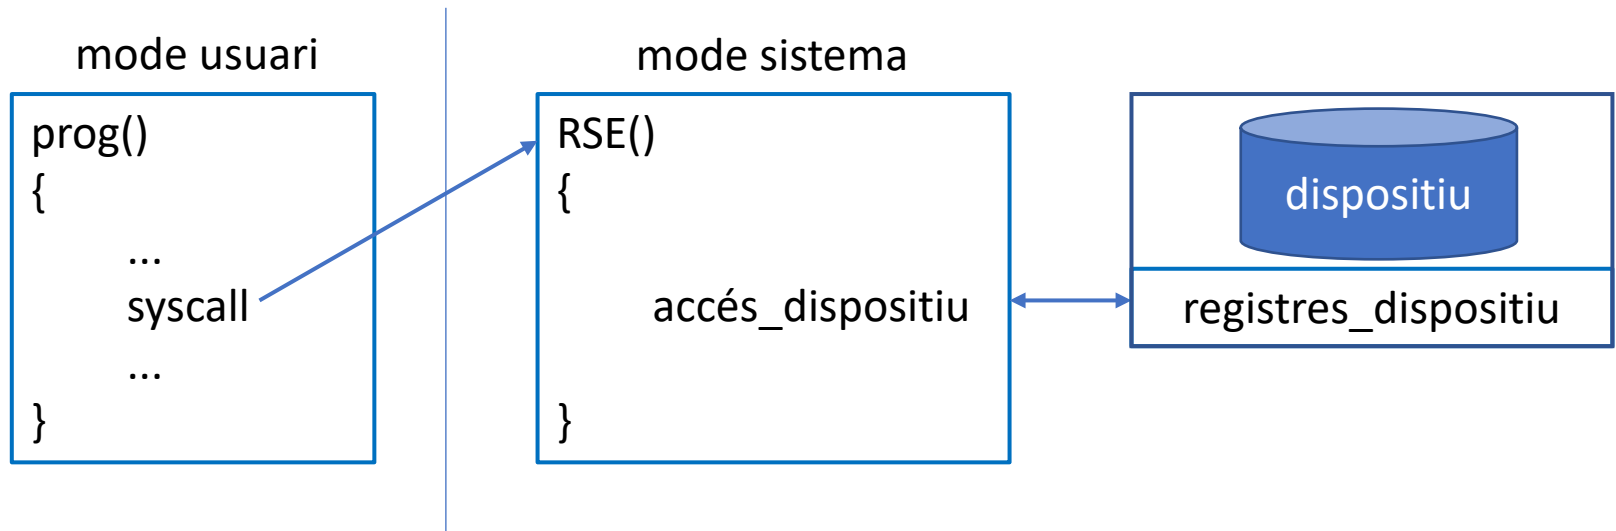 mode usuari
prog()
{
...
syscall
...
}
mode sistema
RSE()
{
accés_dispositiu
}
dispositiu
registres_dispositiu